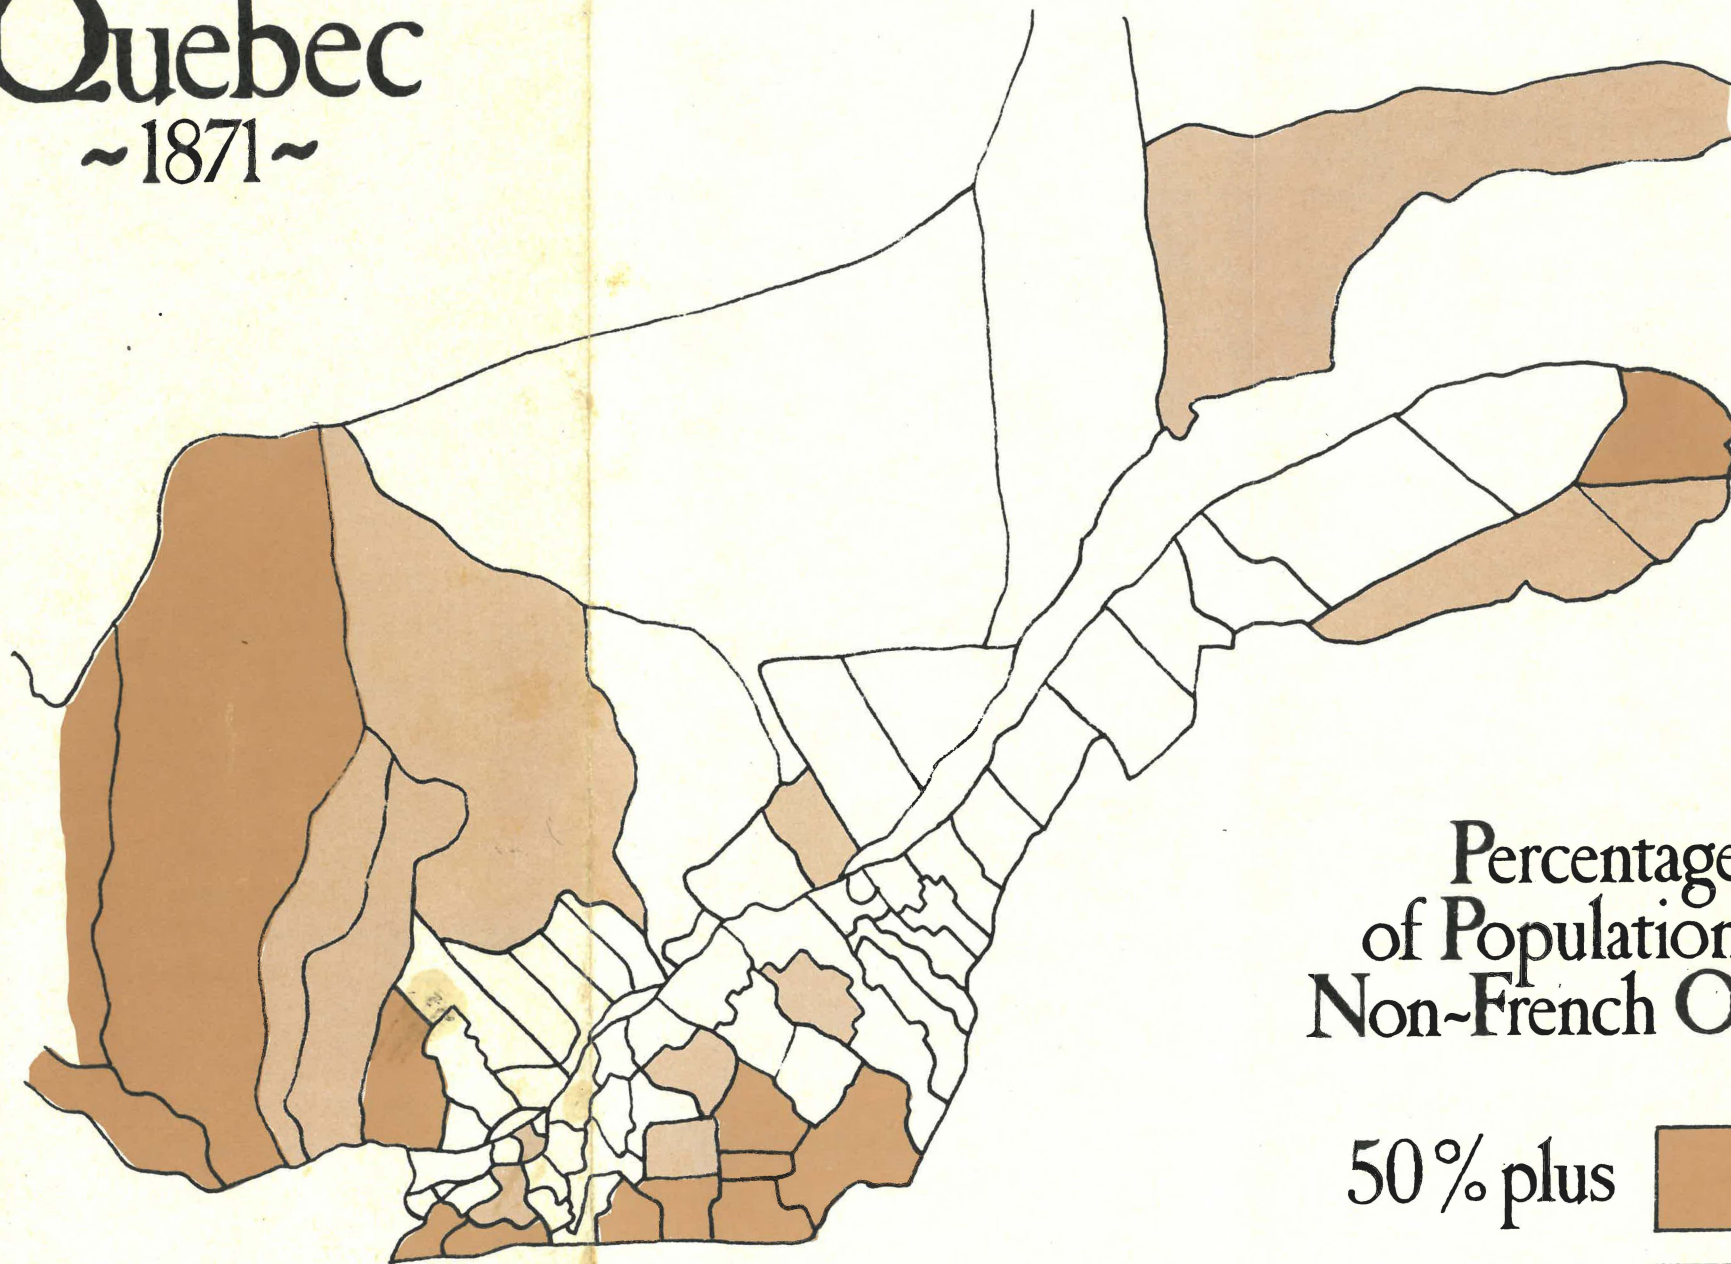 Quebec
~1871~
Percentage
of Population
Non~French O
50% plus